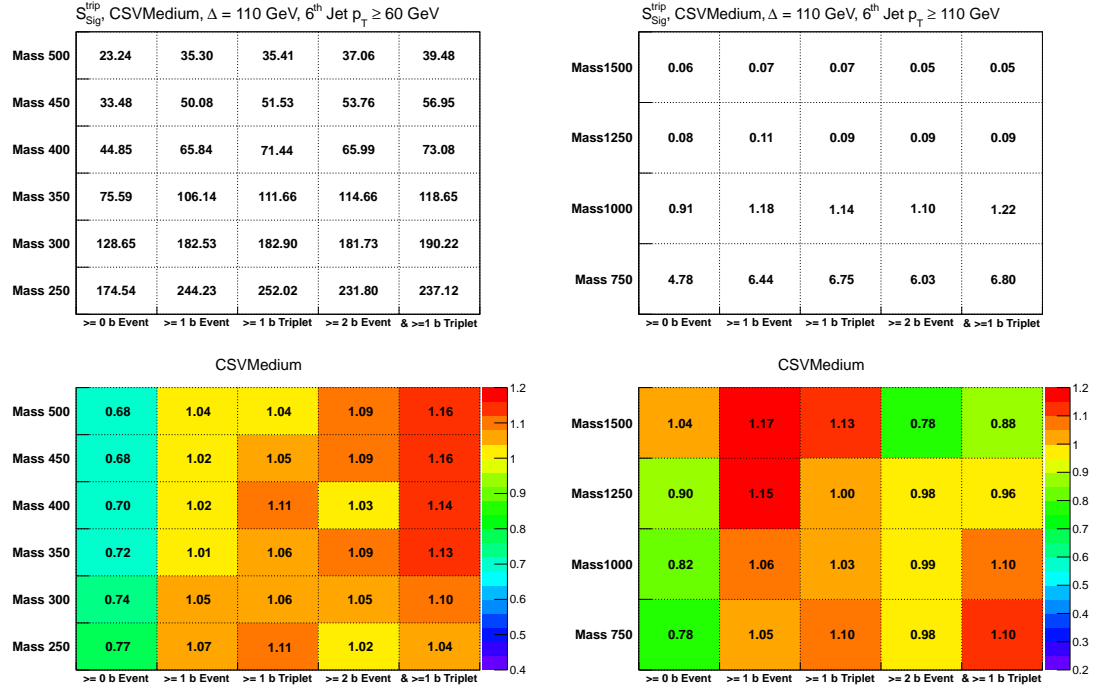 S_Sig^trip, CSVMedium, Δ = 110 GeV, 6^th Jet p_T ≥ 60 GeV
Mass 500 23.24 35.30 35.41 37.06 39.48
Mass 450 33.48 50.08 51.53 53.76 56.95
Mass 400 44.85 65.84 71.44 65.99 73.08
Mass 350 75.59 106.14 111.66 114.66 118.65
Mass 300 128.65 182.53 182.90 181.73 190.22
Mass 250 174.54 244.23 252.02 231.80 237.12
>= 0 b Event >= 1 b Event >= 1 b Triplet >= 2 b Event & >=1 b Triplet
S_Sig^trip, CSVMedium, Δ = 110 GeV, 6^th Jet p_T ≥ 110 GeV
Mass1500 0.06 0.07 0.07 0.05 0.05
Mass1250 0.08 0.11 0.09 0.09 0.09
Mass1000 0.91 1.18 1.14 1.10 1.22
Mass 750 4.78 6.44 6.75 6.03 6.80
>= 0 b Event >= 1 b Event >= 1 b Triplet >= 2 b Event & >=1 b Triplet
CSVMedium
Mass 500 0.68 1.04 1.04 1.09 1.16
Mass 450 0.68 1.02 1.05 1.09 1.16
Mass 400 0.70 1.02 1.11 1.03 1.14
Mass 350 0.72 1.01 1.06 1.09 1.13
Mass 300 0.74 1.05 1.06 1.05 1.10
Mass 250 0.77 1.07 1.11 1.02 1.04
>= 0 b Event >= 1 b Event >= 1 b Triplet >= 2 b Event & >=1 b Triplet
1.2
1.1
1
0.9
0.8
0.7
0.6
0.5
0.4
CSVMedium
Mass1500 1.04 1.17 1.13 0.78 0.88
Mass1250 0.90 1.15 1.00 0.98 0.96
Mass1000 0.82 1.06 1.03 0.99 1.10
Mass 750 0.78 1.05 1.10 0.98 1.10
>= 0 b Event >= 1 b Event >= 1 b Triplet >= 2 b Event & >=1 b Triplet
1.2
1.1
1
0.9
0.8
0.7
0.6
0.5
0.4
0.3
0.2